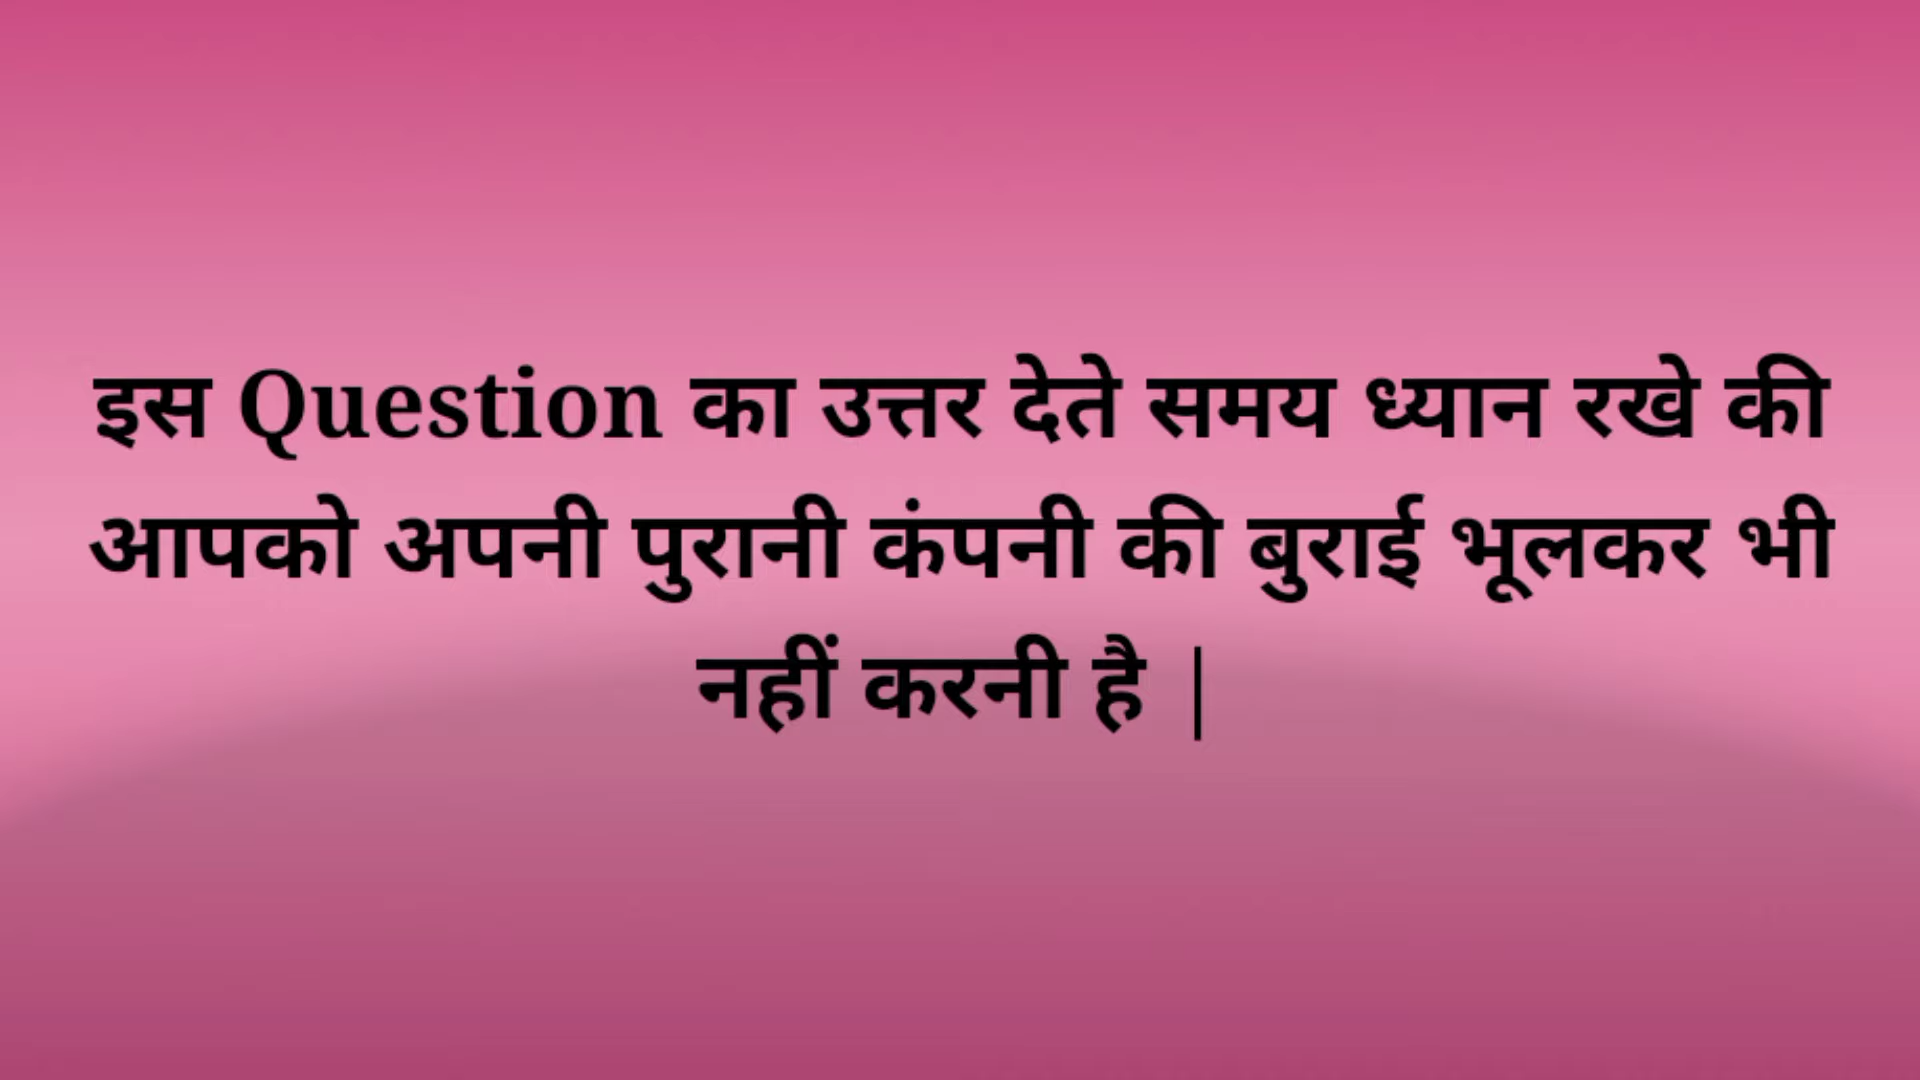 इस Question का उत्तर देते समय ध्यान रखे की
आपको अपनी पुरानी कंपनी की बुराई भूलकर भी
नहीं करनी है |